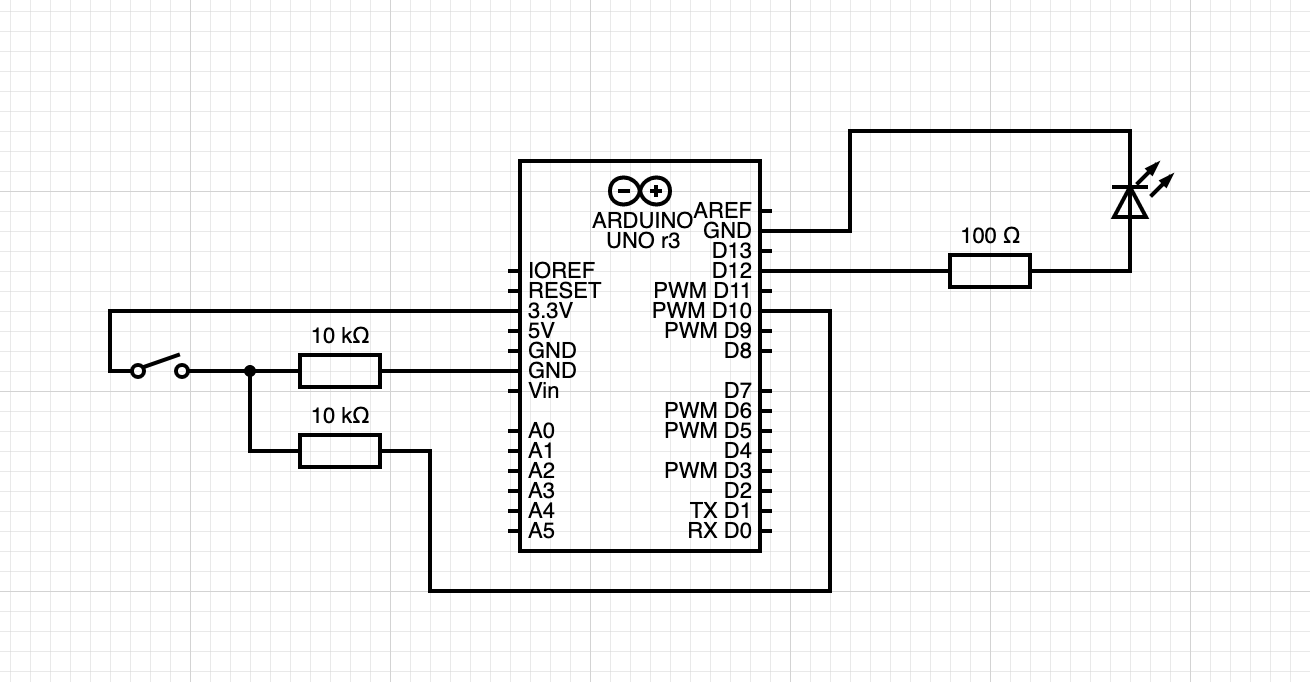 ARDUINO
UNO r3
AREF
GND
D13
D12
PWM D11
PWM D10
PWM D9
D8
D7
PWM D6
PWM D5
D4
PWM D3
D2
TX D1
RX D0
IOREF
RESET
3.3V
5V
GND
GND
Vin
A0
A1
A2
A3
A4
A5
10 kΩ
10 kΩ
100 Ω